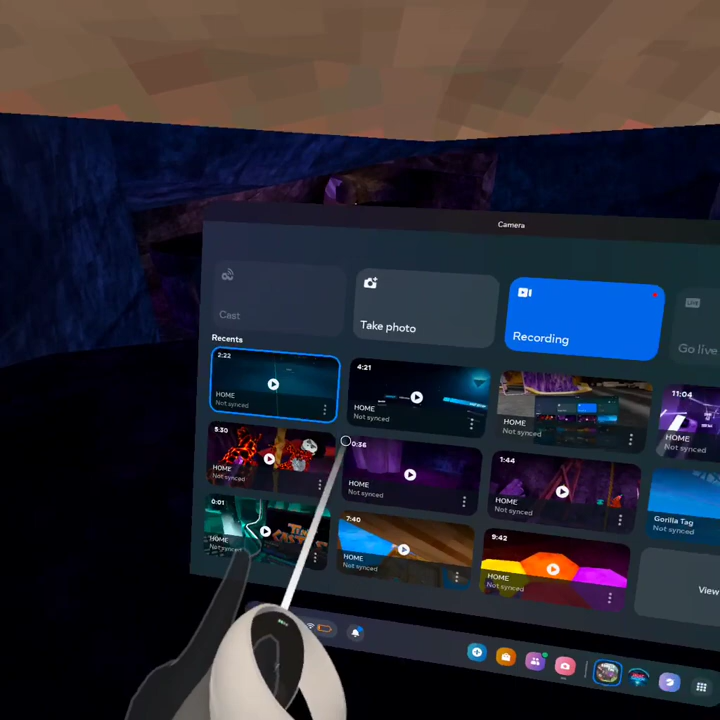 Camera
Cast
Take photo
Recording
LIVE
Go live
Recents
2:22
HOME
Not synced
4:21
HOME
Not synced
HOME
Not synced
11:04
HOME
Not synced
5:30
HOME
Not synced
0:36
HOME
Not synced
1:44
HOME
Not synced
Gorilla Tag
Not synced
0:01
HOME
Not synced
7:40
HOME
Not synced
9:42
HOME
Not synced
View